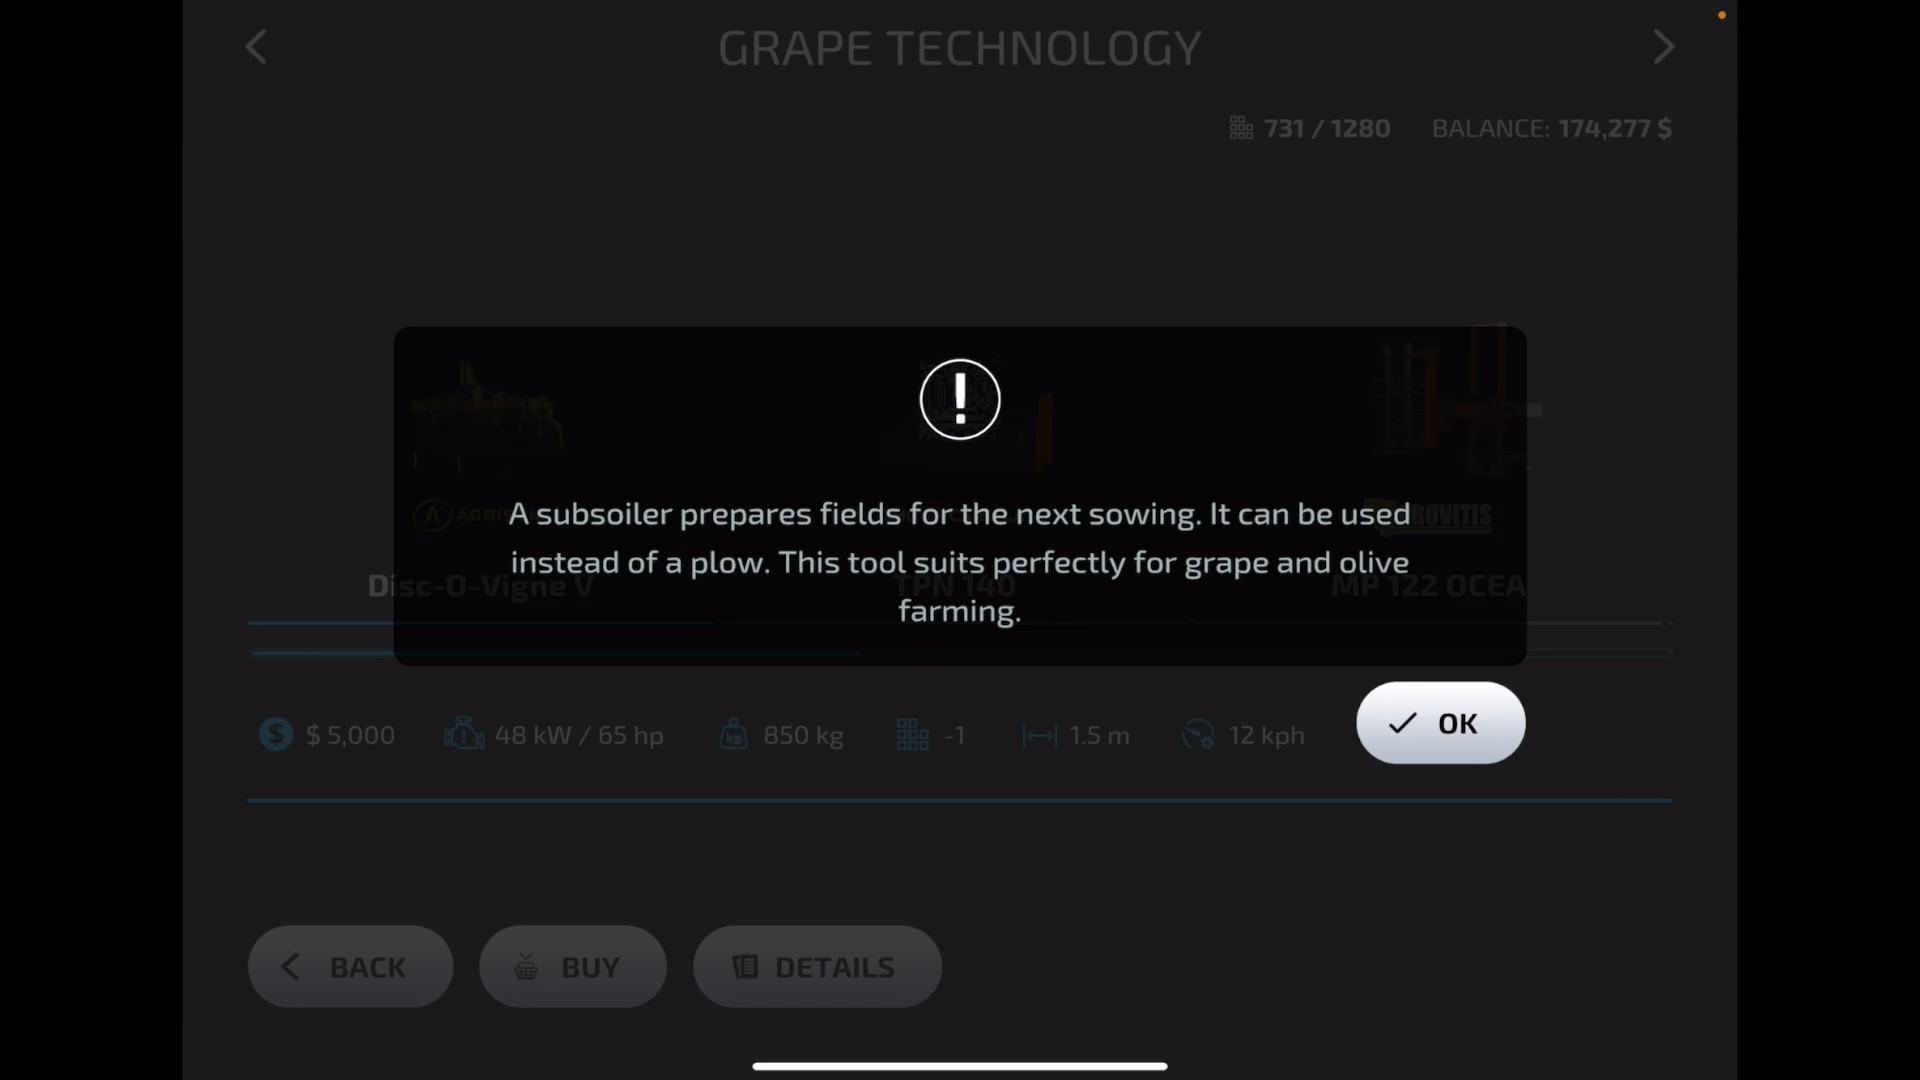 GRAPE TECHNOLOGY
731 / 1280 BALANCE: 174,277 $
A subsoiler prepares fields for the next sowing. It can be used
instead of a plow. This tool suits perfectly for grape and olive
farming.
Disc-O-Vigne V TPN 140 MP 122 OCEA
$ 5,000 48 kW / 65 hp kg 850 kg -1 1.5 m 12 kph
OK
BACK BUY DETAILS